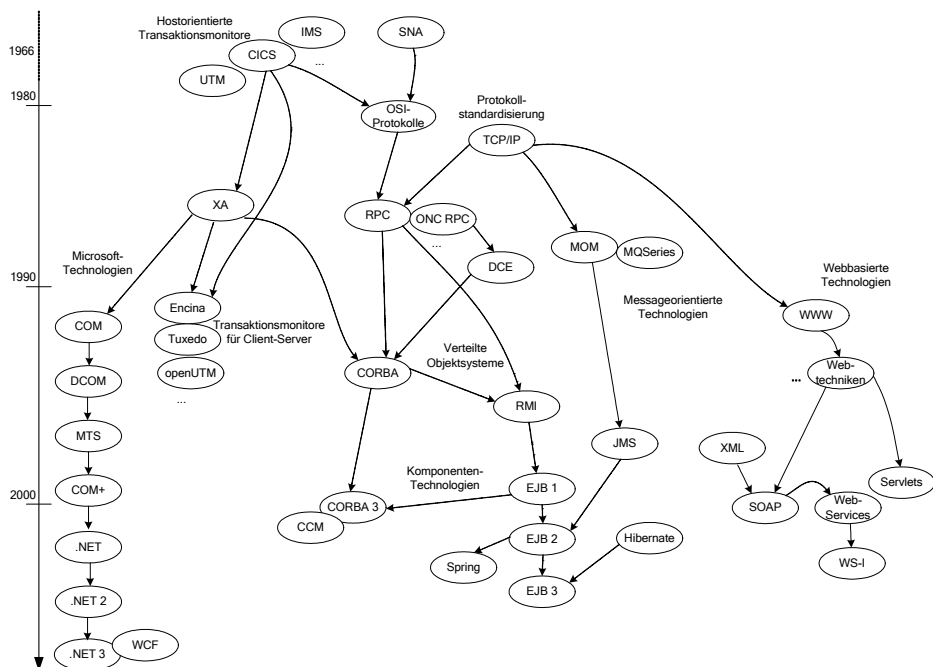 Hostorientierte
Transaktionsmonitore
IMS
SNA
1966
CICS
...
UTM
1980
OSI-
Protokolle
Protokoll-
standardisierung
TCP/IP
XA
RPC
ONC RPC
...
MOM
MQSeries
DCE
Microsoft-
Technologien
Webbasierte
Technologien
1990
Encina
Transaktionsmonitore
für Client-Server
Messageorientierte
Technologien
WWW
COM
Tuxedo
openUTM
...
Verteilte
Objektsysteme
CORBA
...
Web-
techniken
DCOM
RMI
MTS
JMS
XML
Komponenten-
Technologien
Servlets
COM+
EJB 1
2000
CORBA 3
CCM
SOAP
Web-
Services
.NET
EJB 2
Hibernate
Spring
WS-I
EJB 3
.NET 2
WCF
.NET 3